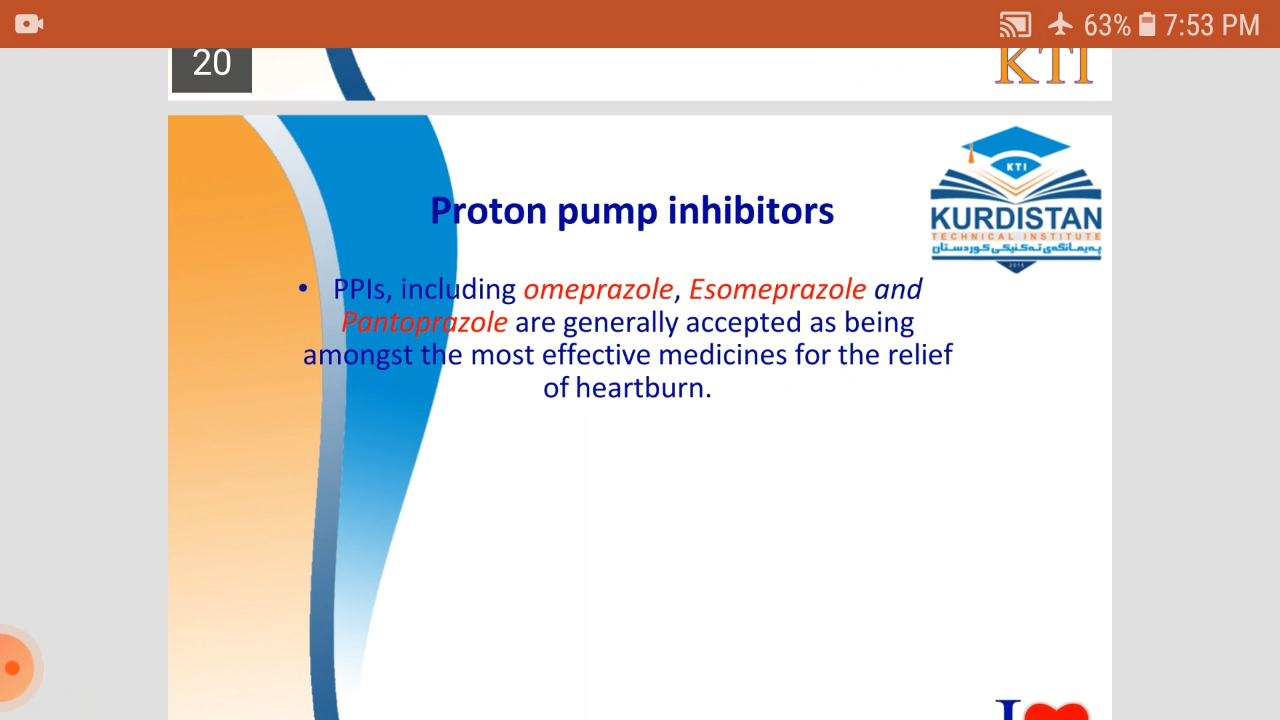 63% 7:53 PM
20
KTI
KTI
KURDISTAN
TECHNICAL INSTITUTE
پەیمانگەی تەکنیکی کوردستان
2015
Proton pump inhibitors
• PPIs, including omeprazole, Esomeprazole and
Pantoprazole are generally accepted as being
amongst the most effective medicines for the relief
of heartburn.
I